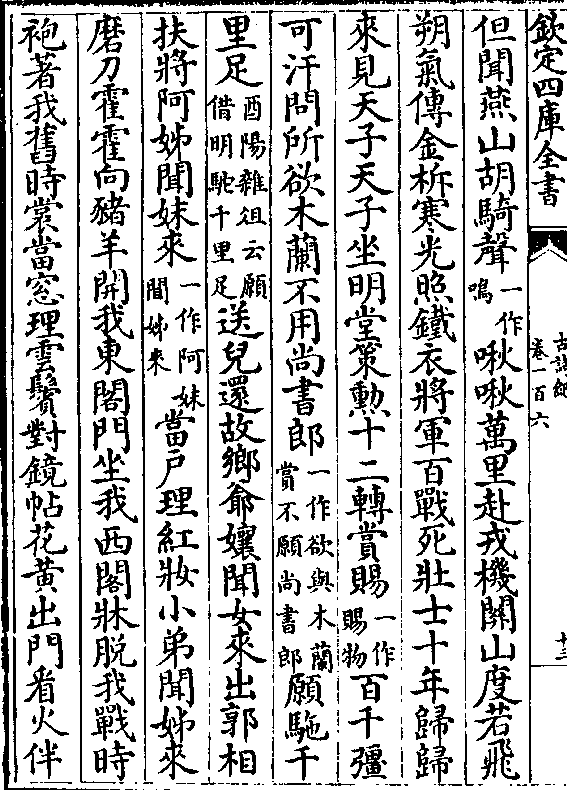 欽定四庫全書 古詩紀卷一百六 十三
但聞燕山胡騎聲一作鳴啾啾萬里赴戎機關山度若飛
朔氣傳金柝寒光照鐵衣將軍百戰死壯士十年歸歸
來見天子天子坐明堂策勲十二轉賞賜一作賜物百千彊
可汗問所欲木蘭不用尚書郎一作欲與木蘭賞不願尚書郎願馳千
里足酉陽雜俎云願借明駝千里足送兒還故鄉爺孃聞女來出郭相
扶將阿姊聞妹來一作阿妹聞姊來當戶理紅妝小弟聞姊來
磨刀霍霍向豬羊開我東閣門坐我西閣牀脫我戰時
袍著我舊時裳當窓理雲鬢對鏡帖花黃出門看火伴